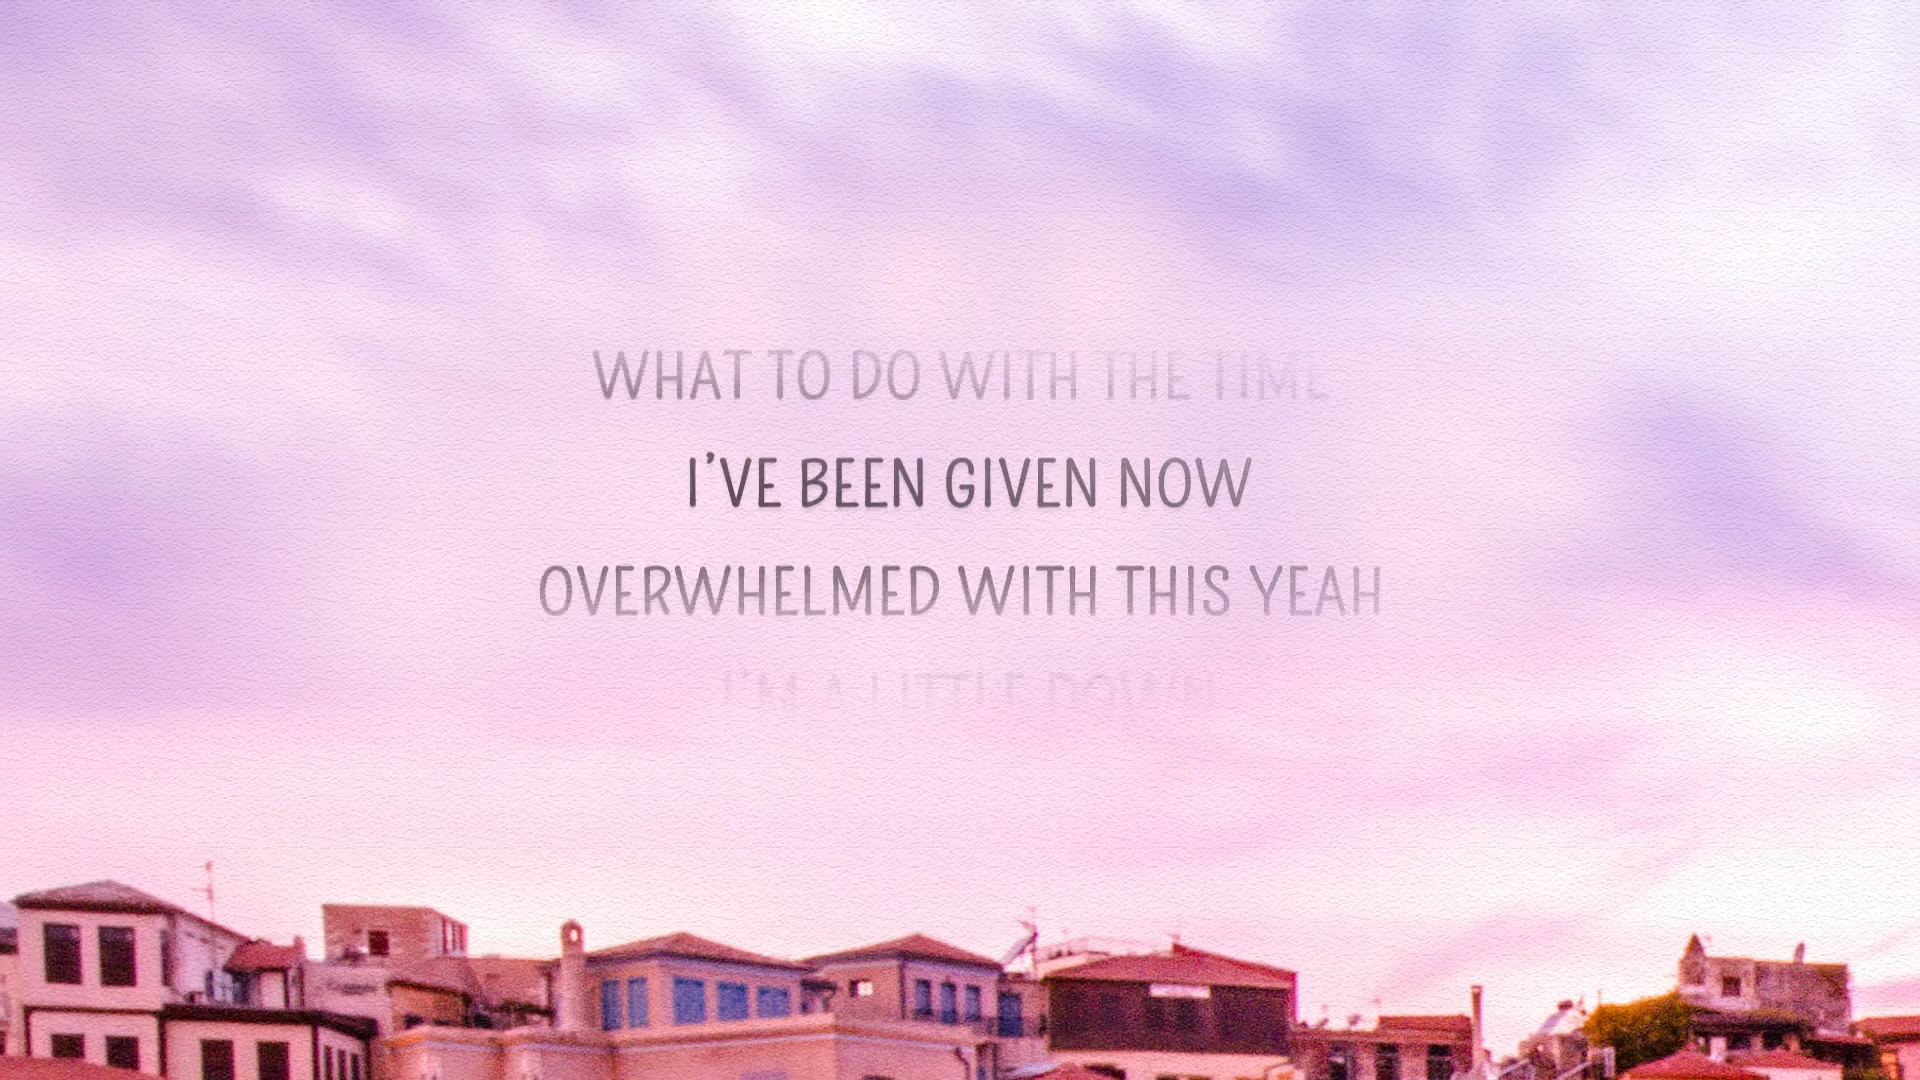 WHAT TO DO WITH THE TIME
I'VE BEEN GIVEN NOW
OVERWHELMED WITH THIS YEAH
I'M A LITTLE DOWN